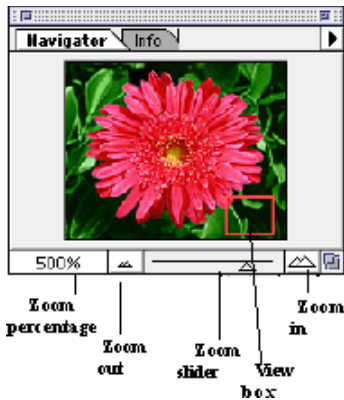 Navigator Info
500%
Zoom
percentage
Zoom
out
Zoom
slider
View
box
Zoom
in